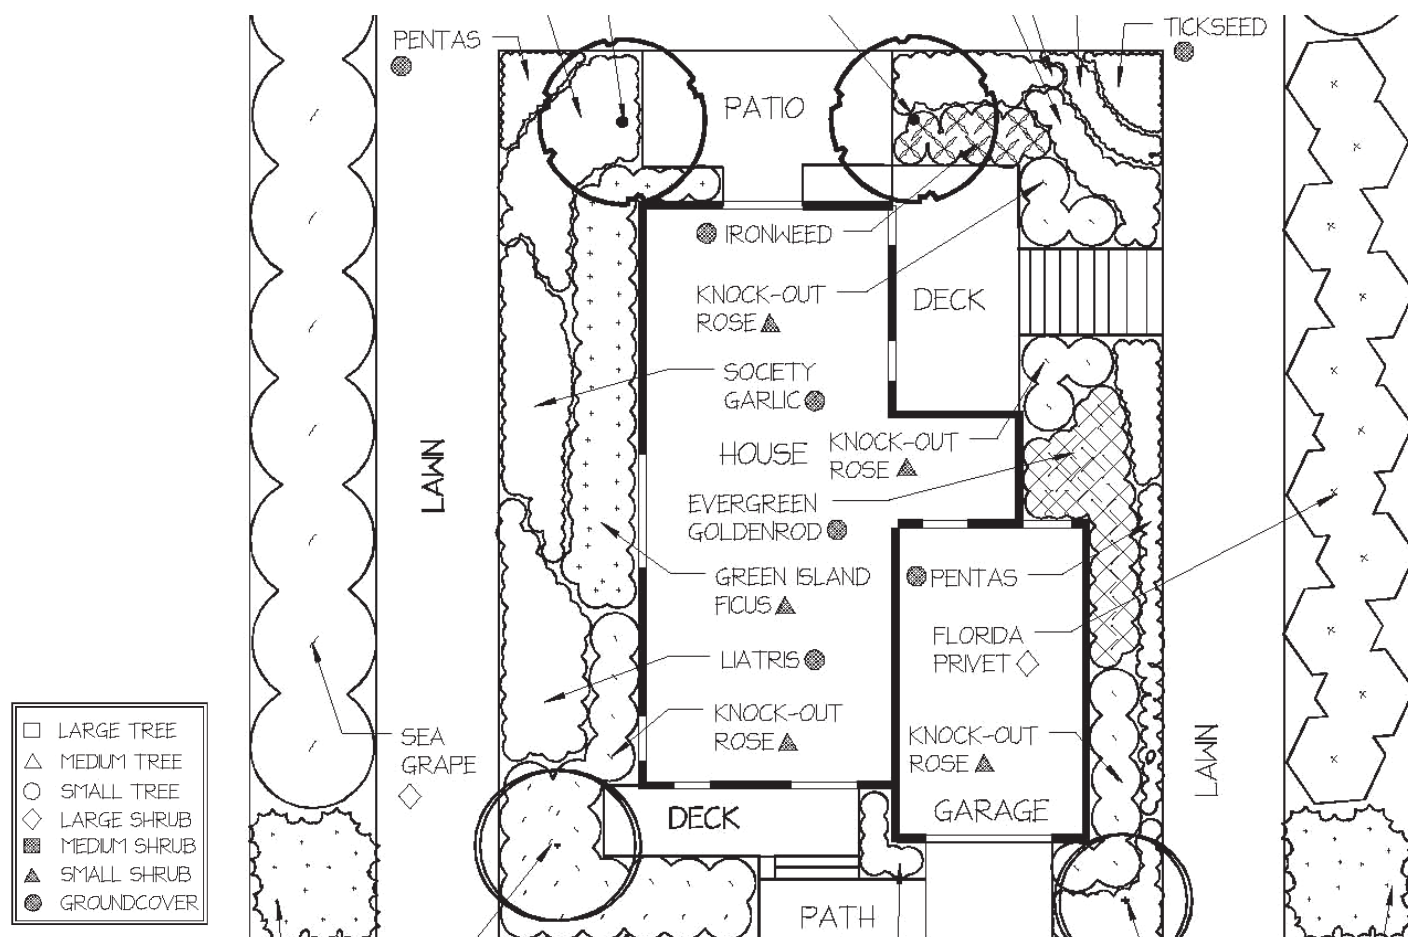 PENTAS
TICKSEED
PATIO
IRONWEED
KNOCK-OUT
ROSE
DECK
SOCIETY
GARLIC
HOUSE
KNOCK-OUT
ROSE
LAWN
EVERGREEN
GOLDENROD
GREEN ISLAND
FICUS
PENTAS
FLORIDA
PRIVET
LIATRIS
KNOCK-OUT
ROSE
KNOCK-OUT
ROSE
LAWN
SEA
GRAPE
DECK
GARAGE
PATH
LARGE TREE
MEDIUM TREE
SMALL TREE
LARGE SHRUB
MEDIUM SHRUB
SMALL SHRUB
GROUNDCOVER